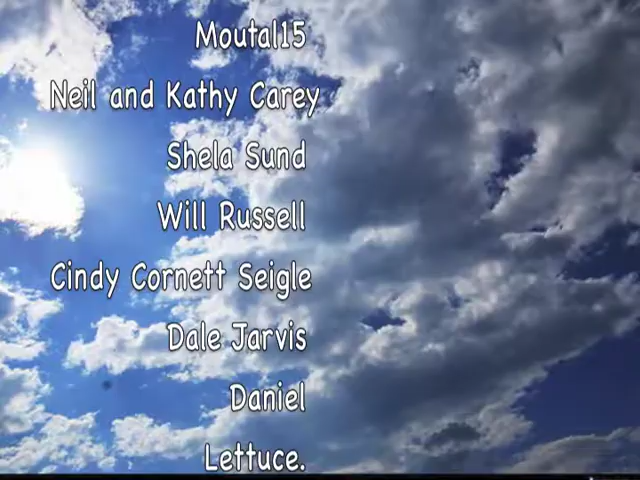 Moutal15
Neil and Kathy Carey
Shela Sund
Will Russell
Cindy Cornett Seigle
Dale Jarvis
Daniel
Lettuce.